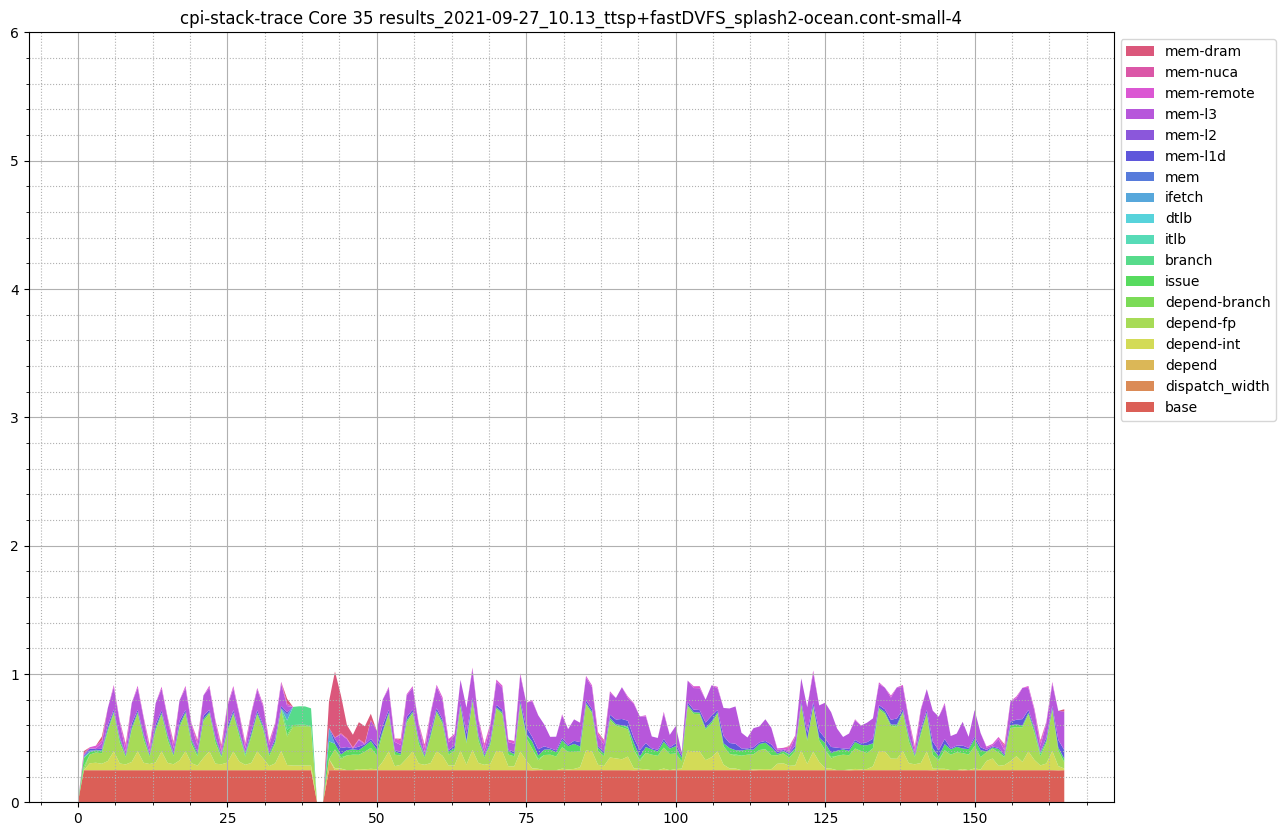 cpi-stack-trace Core 35 results_2021-09-27_10.13_ttsp+fastDVFS_splash2-ocean.cont-small-4
6
5
4
3
2
1
0
0 25 50 75 100 125 150
mem-dram
mem-nuca
mem-remote
mem-l3
mem-l2
mem-l1d
mem
ifetch
dtlb
itlb
branch
issue
depend-branch
depend-fp
depend-int
depend
dispatch_width
base